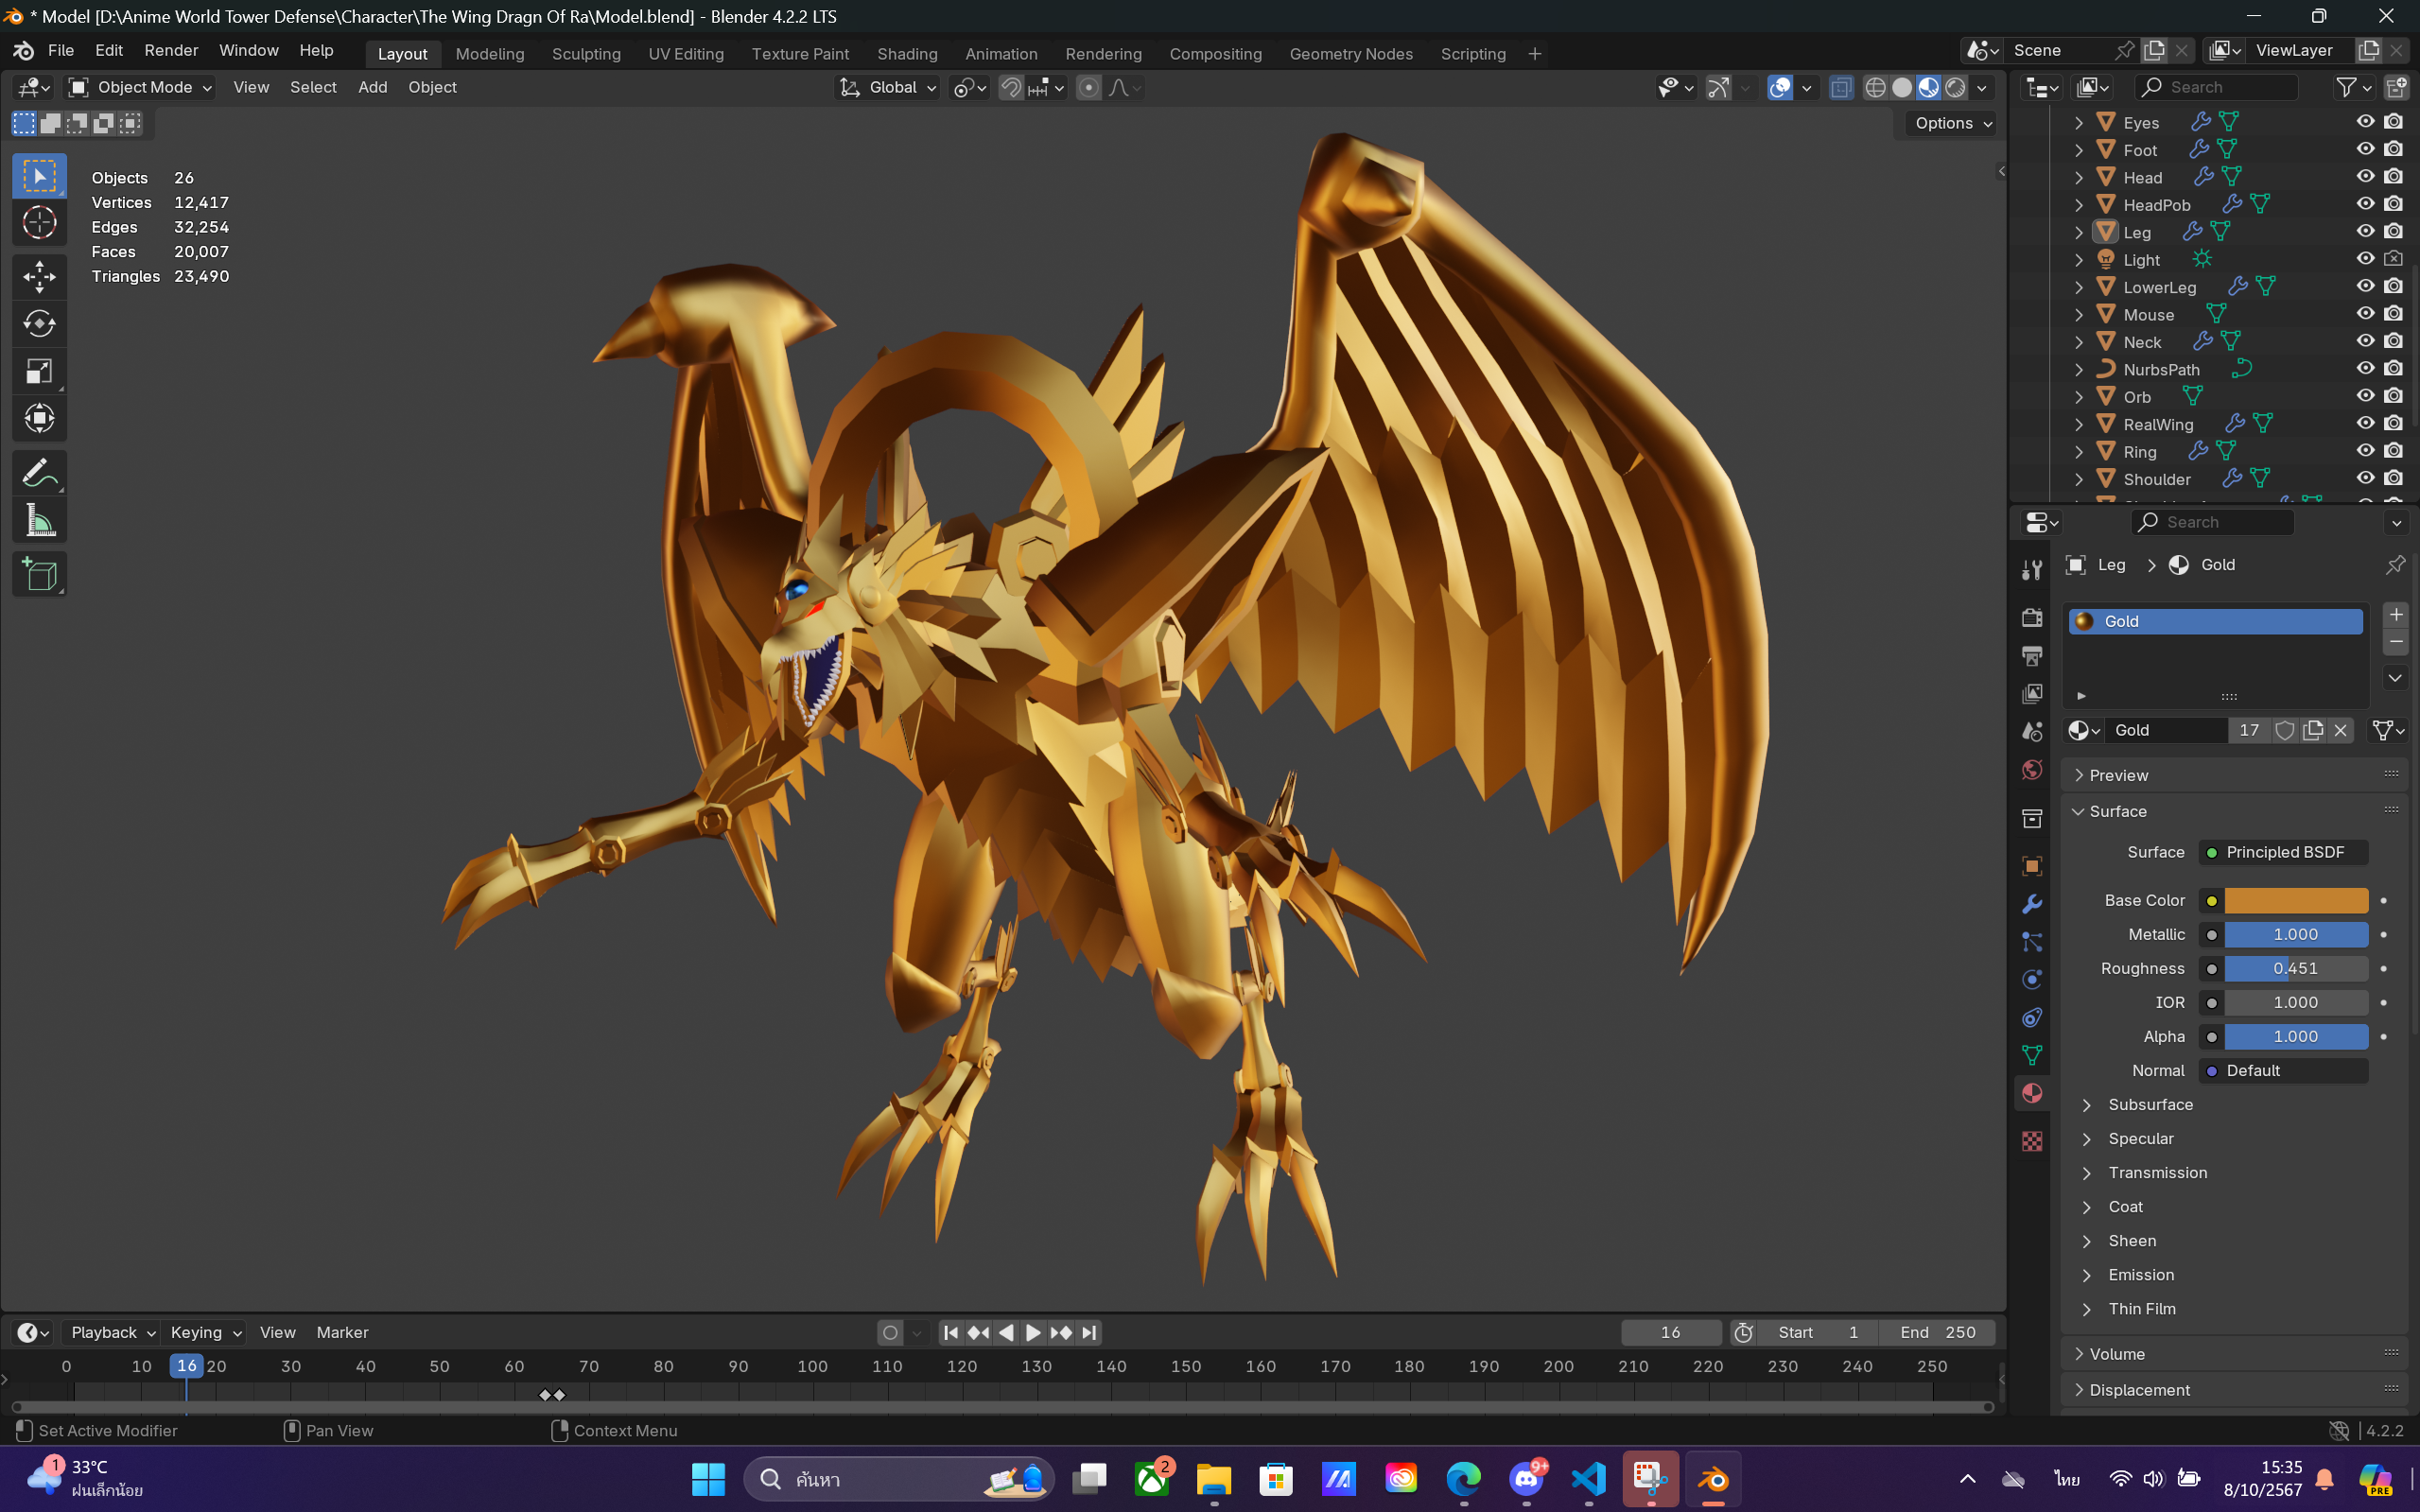 * Model [D:\Anime World Tower Defense\Character\The Wing Dragn Of Ra\Model.blend] - Blender 4.2.2 LTS
File Edit Render Window Help Layout Modeling Sculpting UV Editing Texture Paint Shading Animation Rendering Compositing Geometry Nodes Scripting + Scene ViewLayer
Object Mode View Select Add Object Global Search
Options
Objects 26
Vertices 12,417
Edges 32,254
Faces 20,007
Triangles 23,490
Eyes
Foot
Head
HeadPob
Leg
Light
LowerLeg
Mouse
Neck
NurbsPath
Orb
RealWing
Ring
Shoulder
Search
Leg > Gold
Gold
Gold 17
Preview
Surface
Surface Principled BSDF
Base Color
Metallic 1.000
Roughness 0.451
IOR 1.000
Alpha 1.000
Normal Default
Subsurface
Specular
Transmission
Coat
Sheen
Emission
Thin Film
Volume
Displacement
Playback Keying View Marker 16 Start 1 End 250
0 10 16 20 30 40 50 60 70 80 90 100 110 120 130 140 150 160 170 180 190 200 210 220 230 240 250
Set Active Modifier Pan View Context Menu 4.2.2
1 33°C
ฝนเล็กน้อย
ค้นหา
2
9+
ไทย
15:35
8/10/2567
PRE